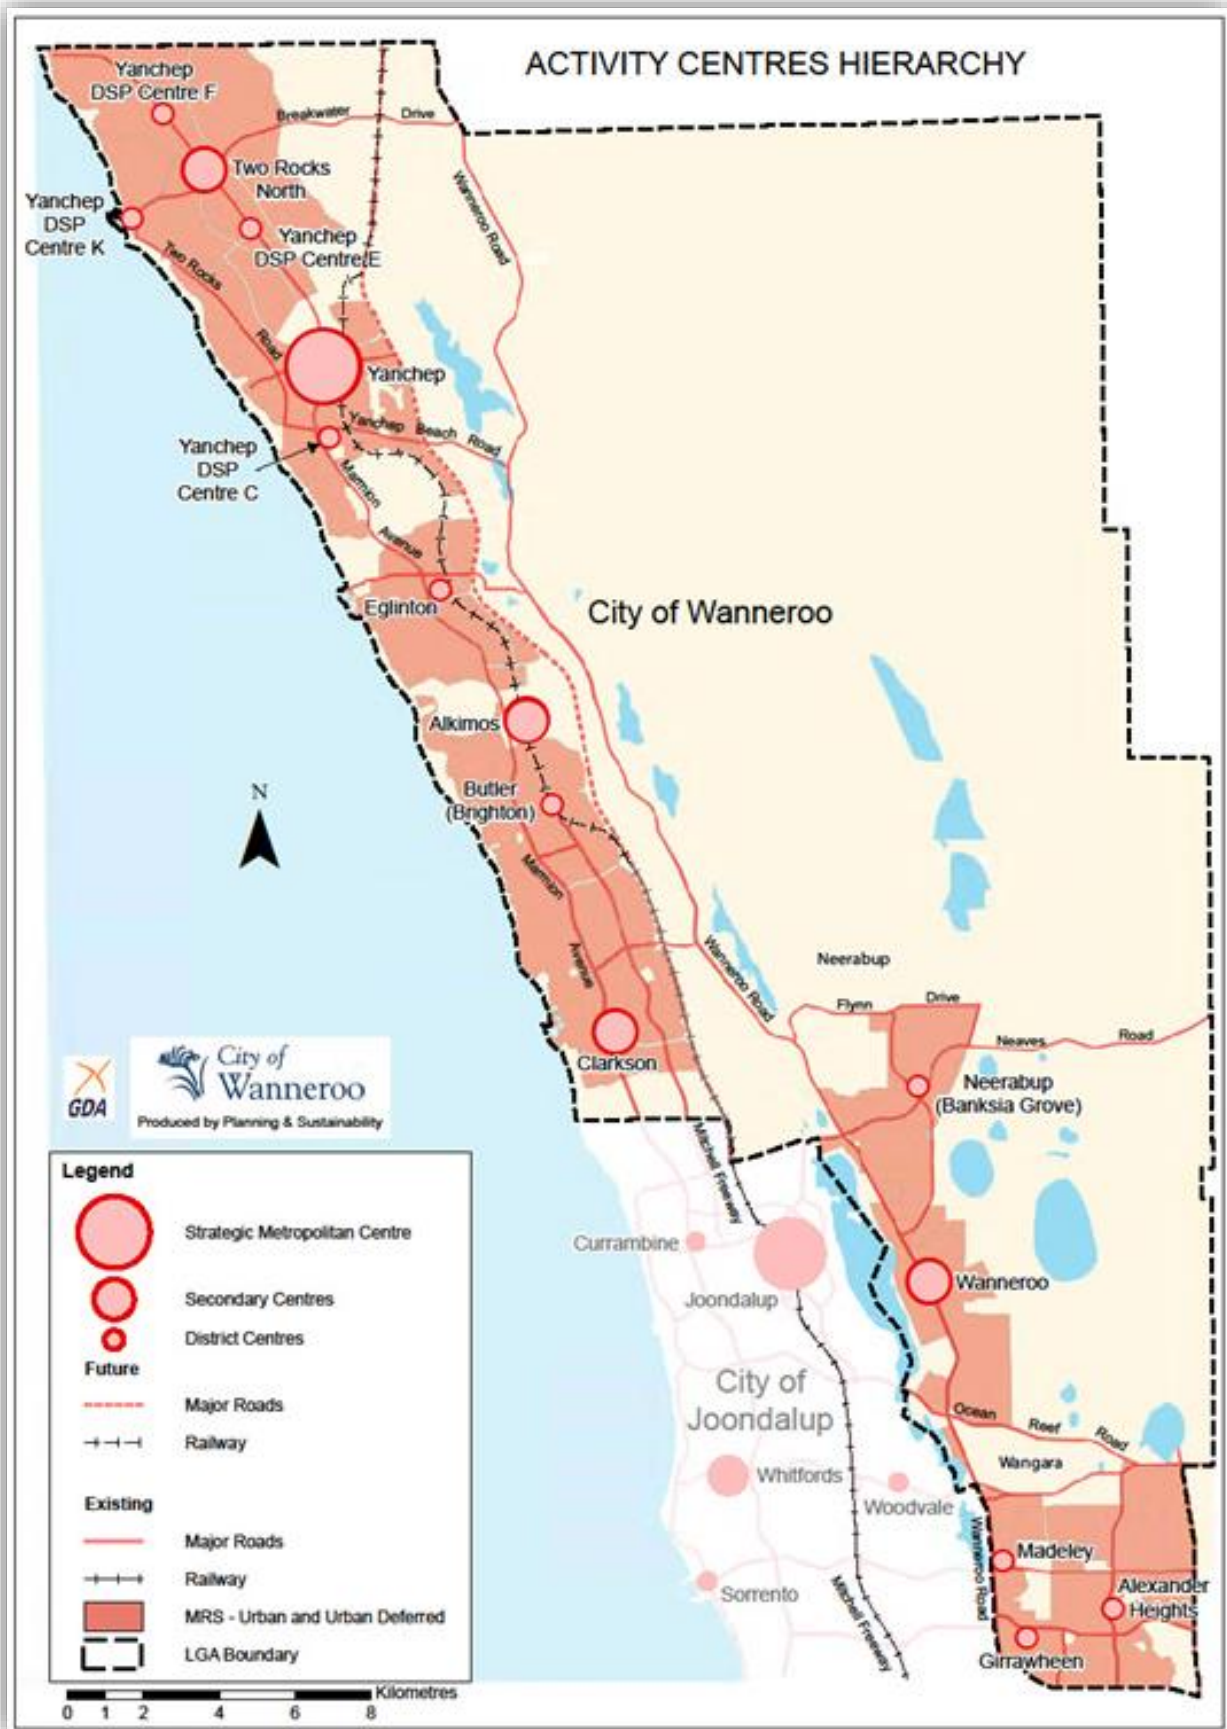 ACTIVITY CENTRES HIERARCHY
Yanchep
DSP Centre F
Breakwater Drive
Two Rocks
North
Wanneroo Road
Yanchep
DSP
Centre K
Yanchep
DSP Centre E
Two Rocks Road
Yanchep
Yanchep Beach Road
Yanchep
DSP
Centre C
Marmion Avenue
Eglinton
City of Wanneroo
Alkimos
N
Butler
(Brighton)
Marmion Avenue
Wanneroo Road
Neerabup
Flynn Drive
Neaves Road
Clarkson
Neerabup
(Banksia Grove)
GDA
City of
Wanneroo
Produced by Planning & Sustainability
Mitchell Freeway
Legend
Strategic Metropolitan Centre
Secondary Centres
District Centres
Future
Major Roads
Railway
Existing
Major Roads
Railway
MRS - Urban and Urban Deferred
LGA Boundary
Currambine
Joondalup
Wanneroo
City of
Joondalup
Ocean Reef Road
Wangara
Whitfords
Woodvale
Wanneroo Road
Madeley
Sorrento
Mitchell Freeway
Alexander
Heights
Girrawheen
Kilometres
0 1 2 4 6 8